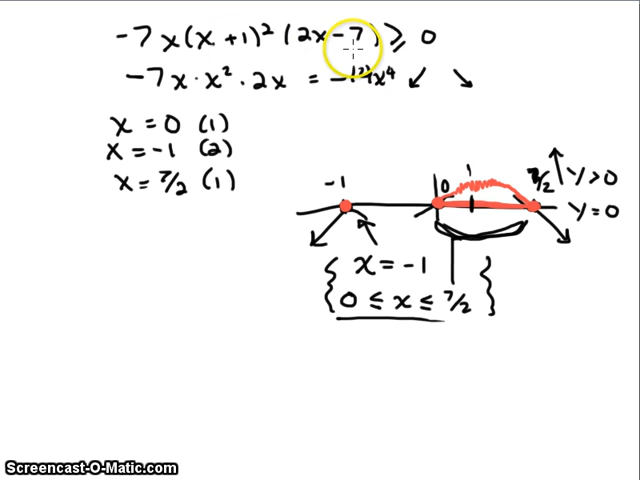 -7x(x+1)²(2x-7) ≥ 0
-7x·x²·2x = -14x⁴ ↙ ↘
x = 0 (1)
x = -1 (2)
x = 7/2 (1)
-1 0 1 7/2 y>0
y=0
x = -1
0 ≤ x ≤ 7/2
Screencast-O-Matic.com